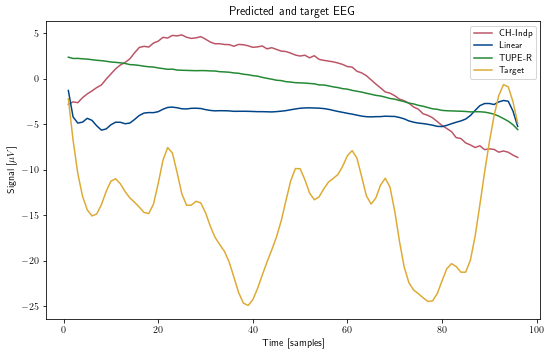 Predicted and target EEG
Signal [μV]
5
0
−5
−10
−15
−20
−25
CH-Indp
Linear
TUPE-R
Target
0 20 40 60 80 100
Time [samples]